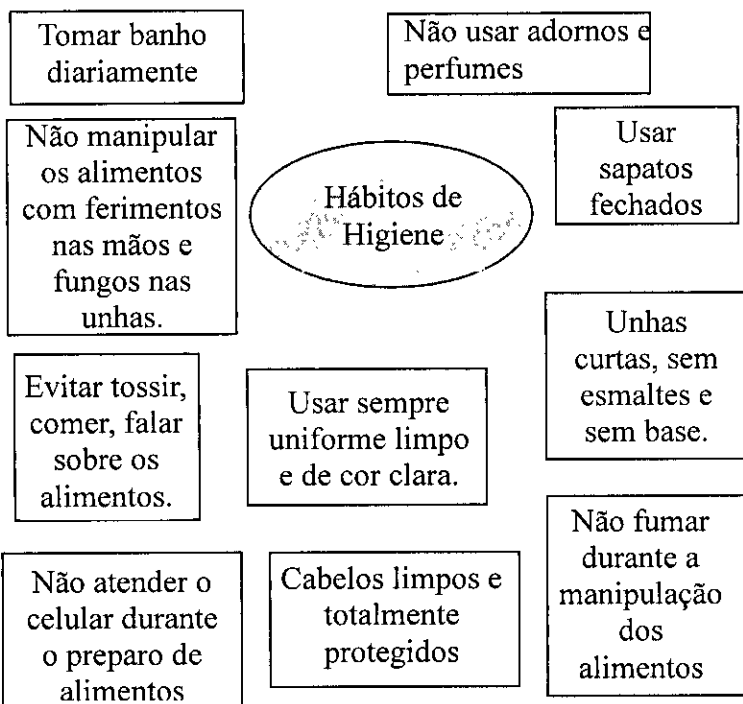 Tomar banho
diariamente
Não usar adornos e
perfumes
Não manipular
os alimentos
com ferimentos
nas mãos e
fungos nas
unhas.
Hábitos de
Higiene
Usar
sapatos
fechados
Unhas
curtas, sem
esmaltes e
sem base.
Evitar tossir,
comer, falar
sobre os
alimentos.
Usar sempre
uniforme limpo
e de cor clara.
Não atender o
celular durante
o preparo de
alimentos
Cabelos limpos e
totalmente
protegidos
Não fumar
durante a
manipulação
dos
alimentos